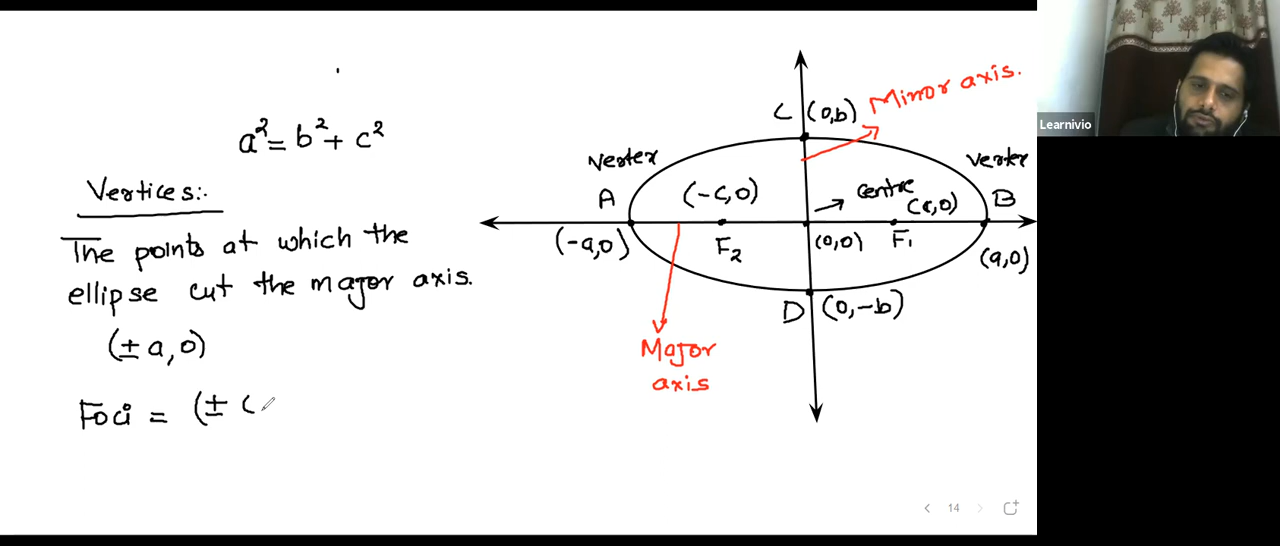 a² = b² + c²
Vertices:-
The points at which the
ellipse cut the major axis.
(± a, 0)
Foci = (± c
C (0,b)
Minor axis.
Vertex
Vertex
A
(-c,0)
centre
(c,0)
B
(-a,0)
F₂
(0,0)
F₁
(a,0)
D (0,-b)
Major
axis
Learnivio
14